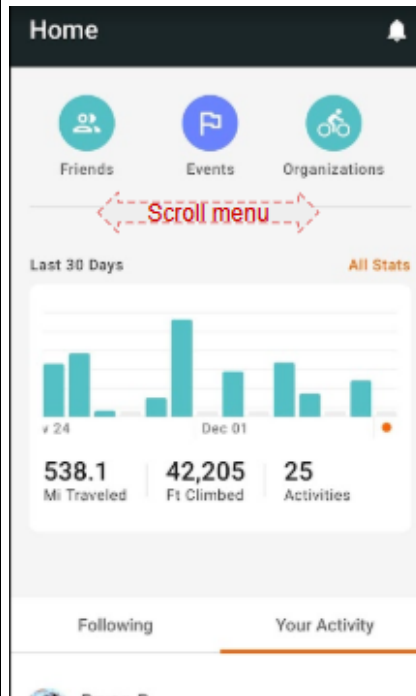 Home
Friends Events Organizations
Scroll menu
Last 30 Days All Stats
v 24 Dec 01
538.1 42,205 25
Mi Traveled Ft Climbed Activities
Following Your Activity